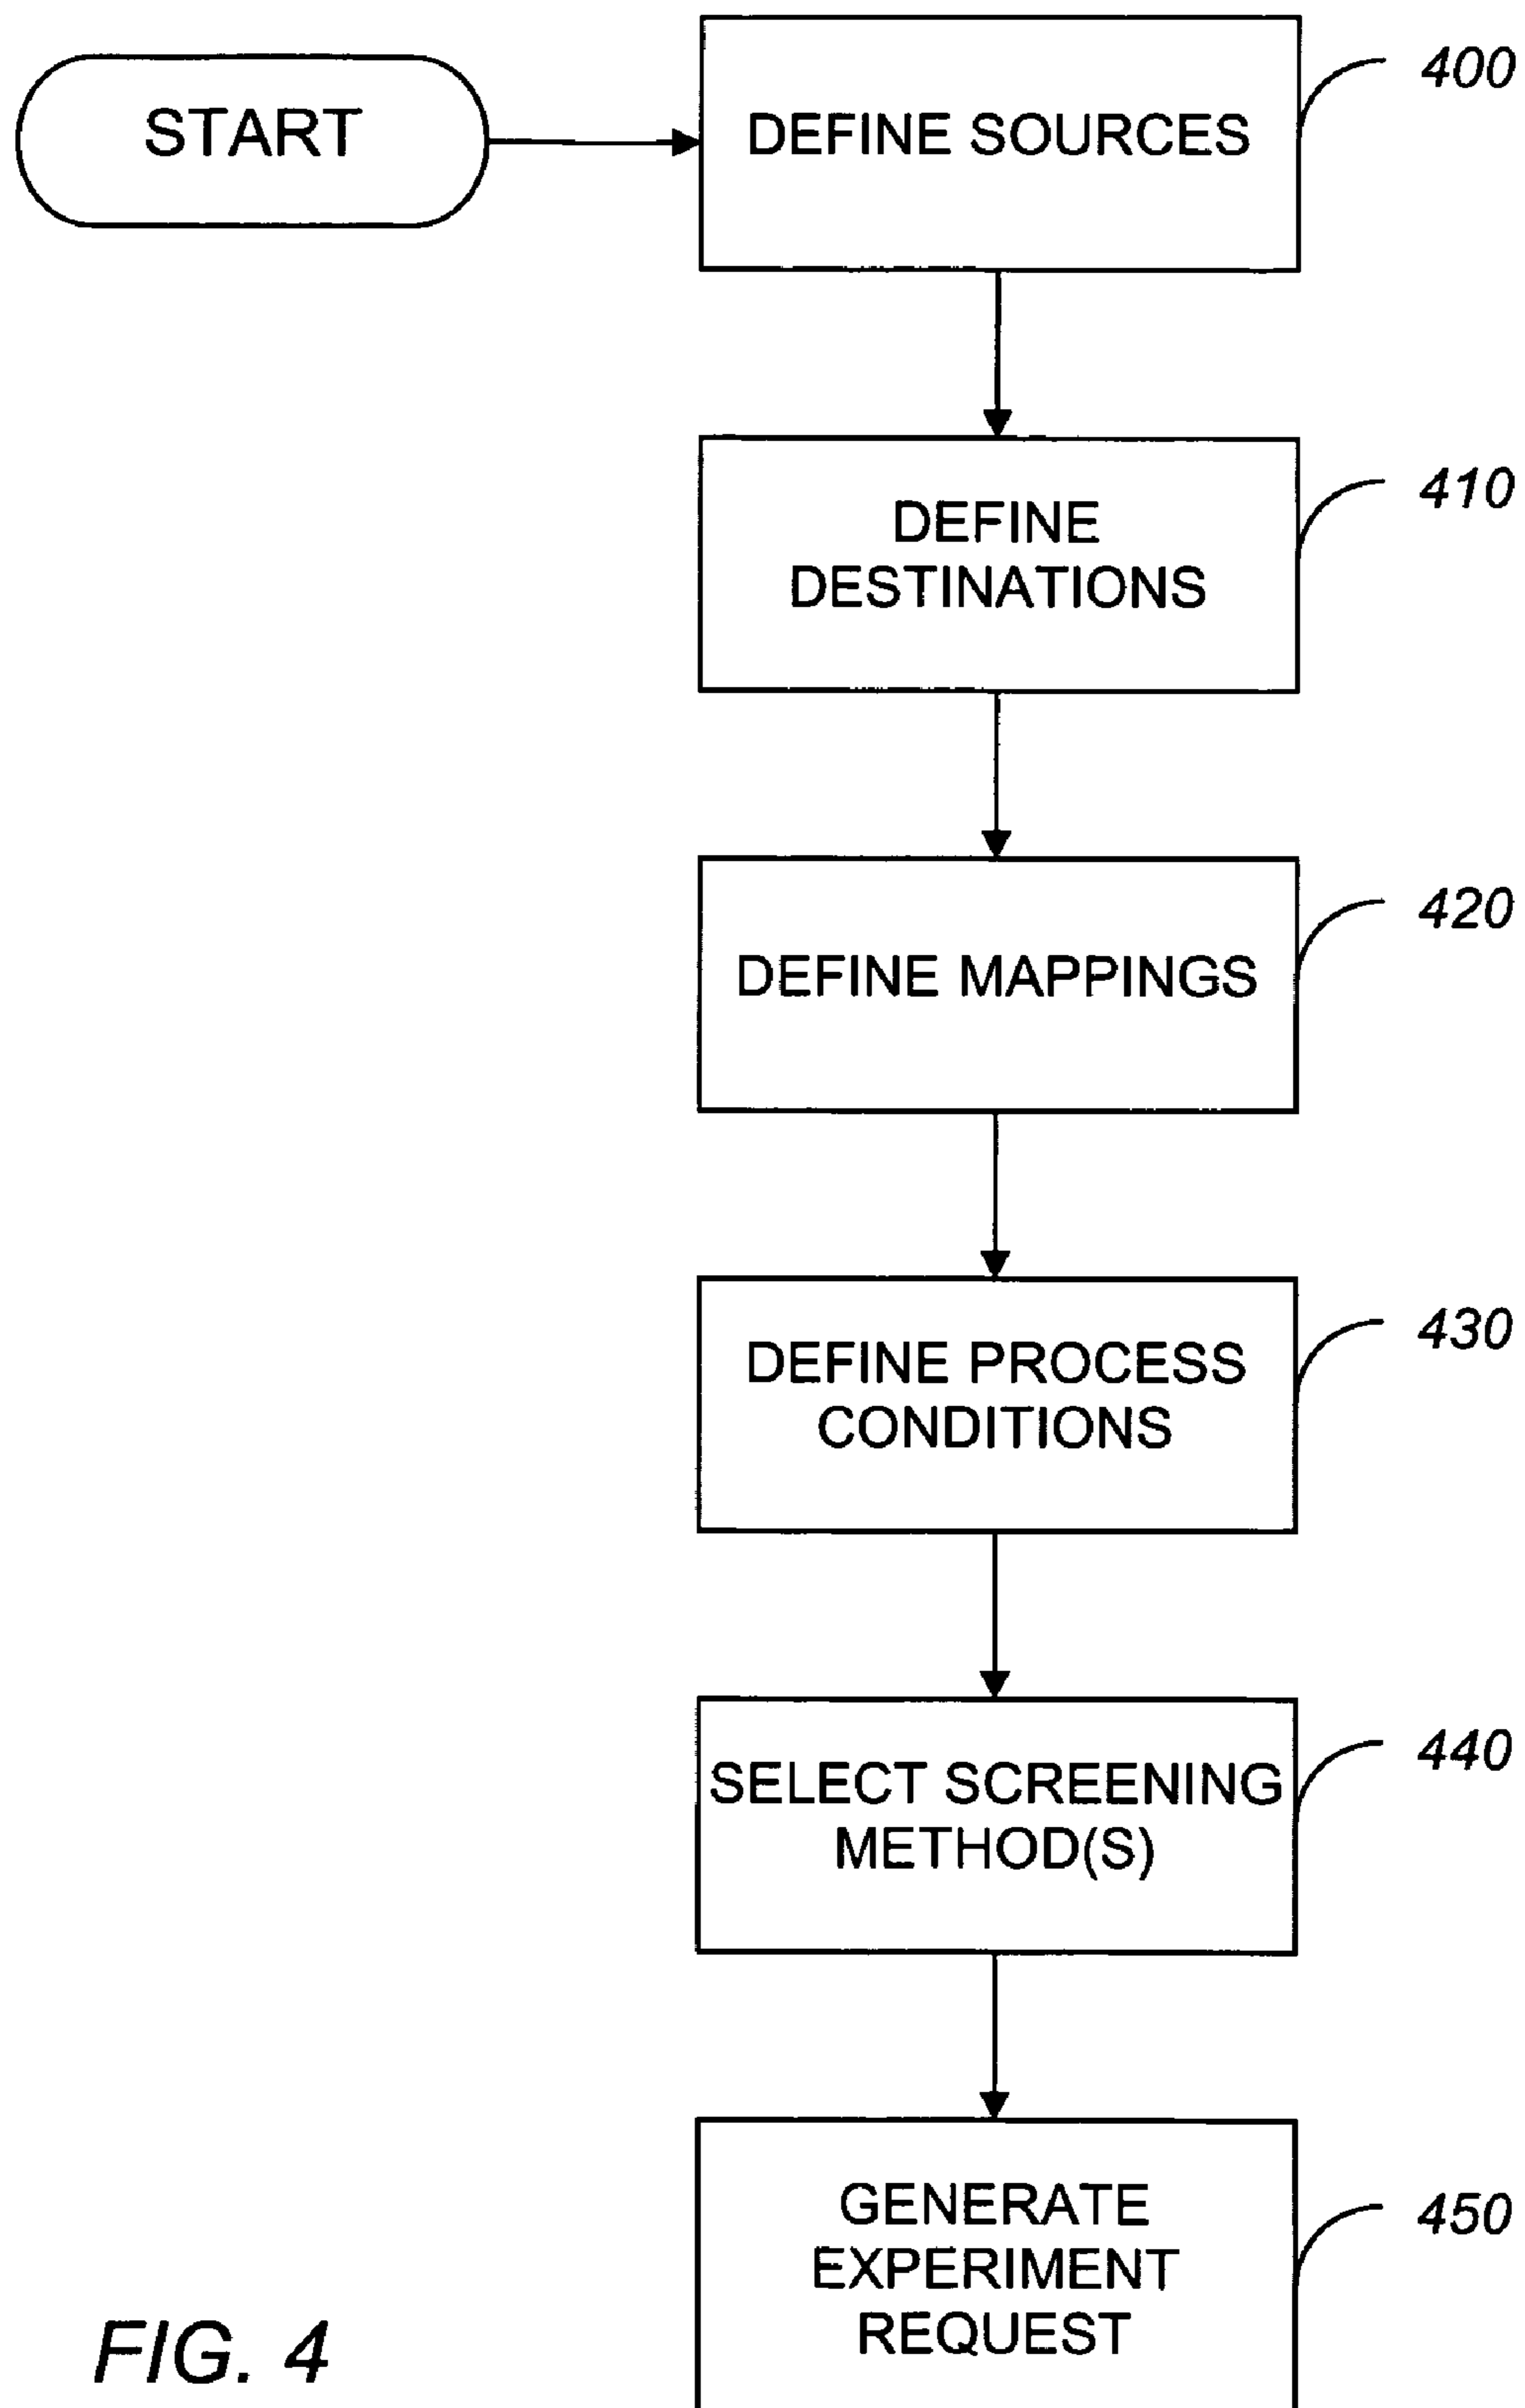 START
DEFINE SOURCES
400
DEFINE
DESTINATIONS
410
DEFINE MAPPINGS
420
DEFINE PROCESS
CONDITIONS
430
SELECT SCREENING
METHOD(S)
440
GENERATE
EXPERIMENT
REQUEST
450
FIG. 4